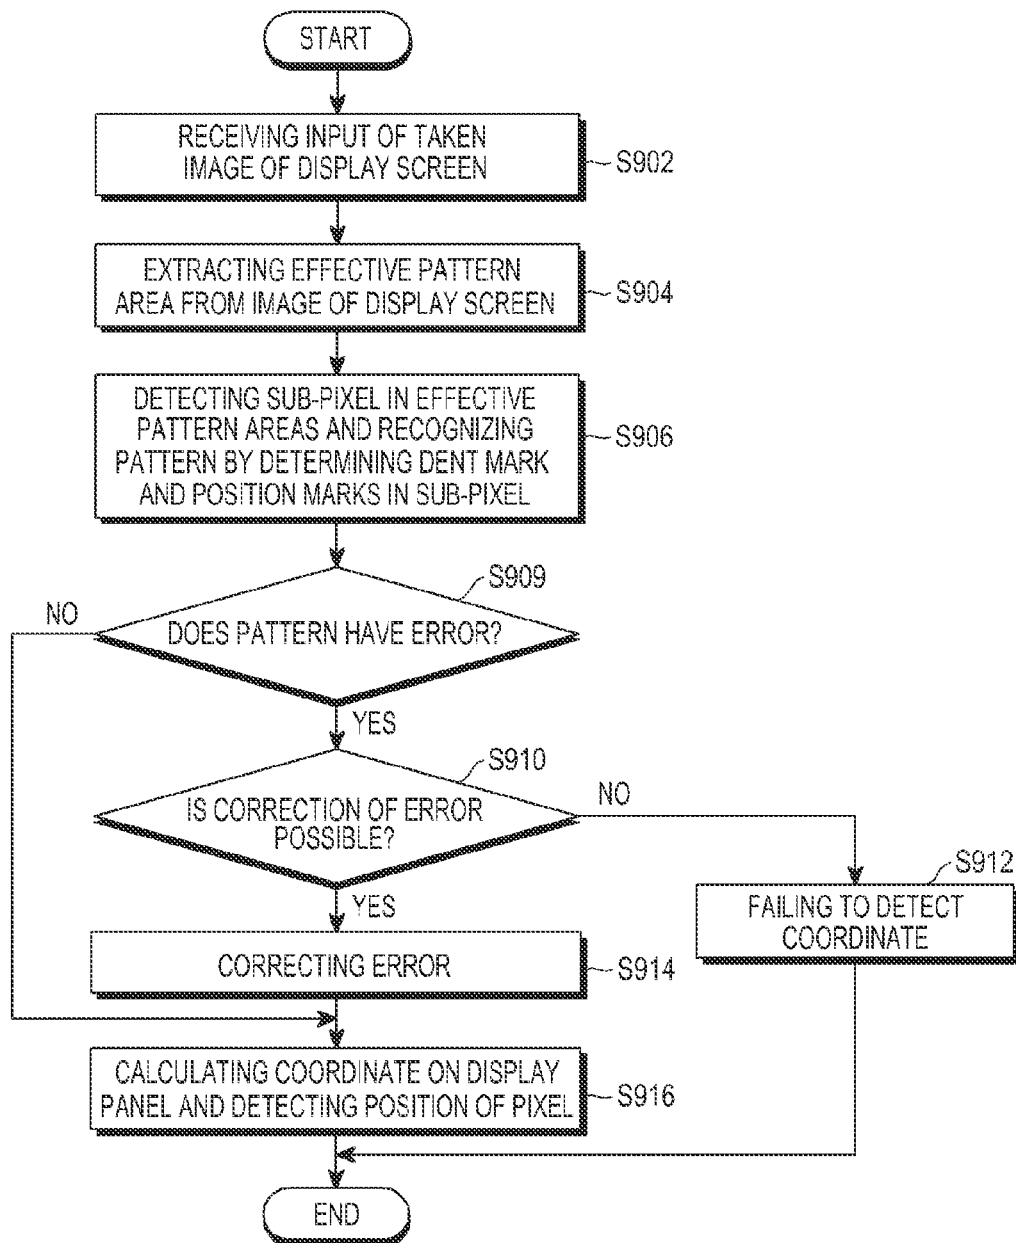 START
RECEIVING INPUT OF TAKEN
IMAGE OF DISPLAY SCREEN
S902
EXTRACTING EFFECTIVE PATTERN
AREA FROM IMAGE OF DISPLAY SCREEN
S904
DETECTING SUB-PIXEL IN EFFECTIVE
PATTERN AREAS AND RECOGNIZING
PATTERN BY DETERMINING DENT MARK
AND POSITION MARKS IN SUB-PIXEL
S906
S909
NO
DOES PATTERN HAVE ERROR?
YES
S910
NO
IS CORRECTION OF ERROR
POSSIBLE?
YES
S912
FAILING TO DETECT
COORDINATE
CORRECTING ERROR
S914
CALCULATING COORDINATE ON DISPLAY
PANEL AND DETECTING POSITION OF PIXEL
S916
END